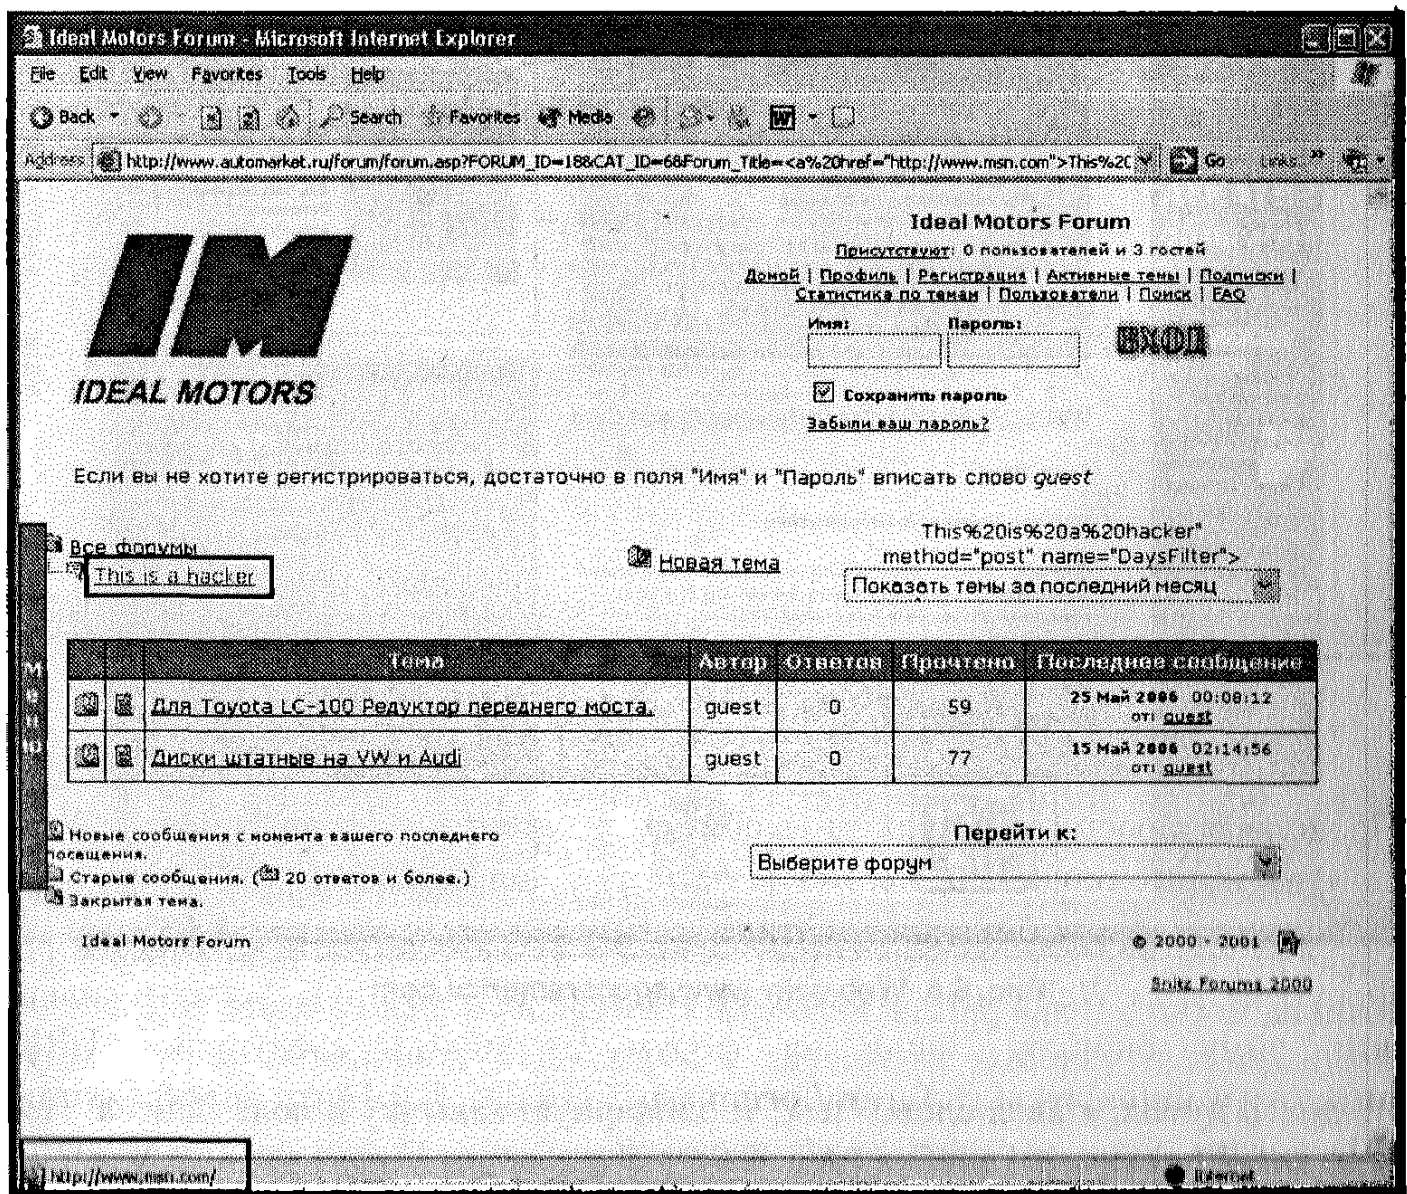 Ideal Motors Forum - Microsoft Internet Explorer
File Edit View Favorites Tools Help
Back Search Favorites Media
Address http://www.automarket.ru/forum/forum.asp?FORUM_ID=18&CAT_ID=6&Forum_Title=<a%20href="http://www.msn.com">This%2C Go Links »
Ideal Motors Forum
Присутствуют: 0 пользователей и 3 гостей
Домой | Профиль | Регистрация | Активные темы | Подписки |
Статистика по темам | Пользователи | Поиск | FAQ
Имя: Пароль:
ВХОД
IM
IDEAL MOTORS
Сохранить пароль
Забыли ваш пароль?
Если вы не хотите регистрироваться, достаточно в поля "Имя" и "Пароль" вписать слово guest
Все форумы
This is a hacker
Новая тема
This%20is%20a%20hacker"
method="post" name="DaysFilter">
Показать темы за последний месяц
Меню
Тема Автор Ответов Прочтено Последнее сообщение
Для Toyota LC-100 Редуктор переднего моста. guest 0 59 25 Май 2006 00:08:12
от: guest
Диски штатные на VW и Audi guest 0 77 15 Май 2006 02:14:56
от: guest
Новые сообщения с момента вашего последнего
посещения.
Старые сообщения. ( 20 ответов и более.)
Закрытая тема.
Перейти к:
Выберите форум
Ideal Motors Forum © 2000 - 2001
Snitz Forums 2000
http://www.msn.com/ Internet